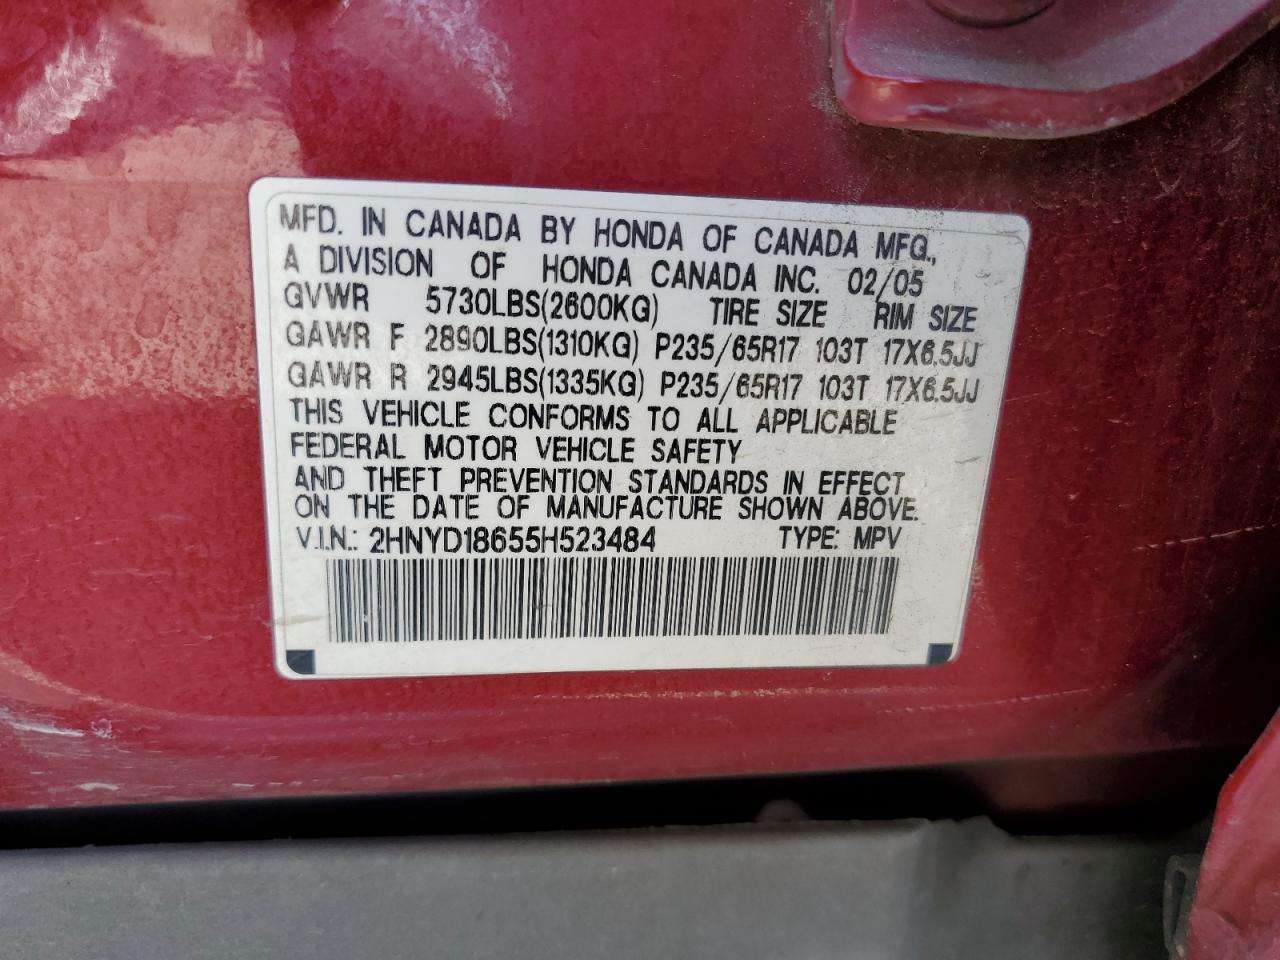 MFD. IN CANADA BY HONDA OF CANADA MFG.,
A DIVISION OF HONDA CANADA INC. 02/05
GVWR 5730LBS(2600KG) TIRE SIZE RIM SIZE
GAWR F 2890LBS(1310KG) P235/65R17 103T 17X6.5JJ
GAWR R 2945LBS(1335KG) P235/65R17 103T 17X6.5JJ
THIS VEHICLE CONFORMS TO ALL APPLICABLE
FEDERAL MOTOR VEHICLE SAFETY
AND THEFT PREVENTION STANDARDS IN EFFECT
ON THE DATE OF MANUFACTURE SHOWN ABOVE.
V.I.N.: 2HNYD18655H523484 TYPE: MPV